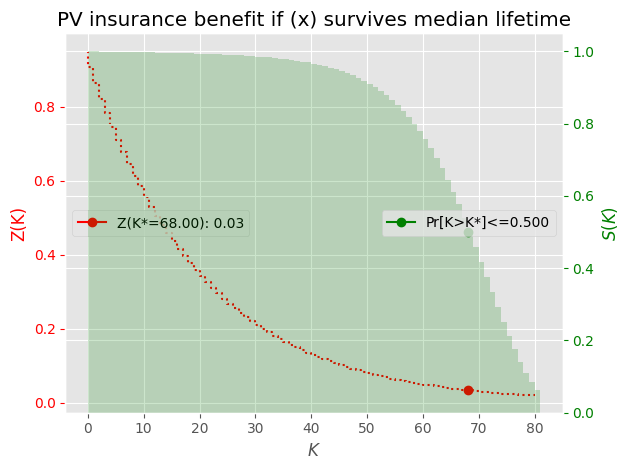 PV insurance benefit if (x) survives median lifetime
Z(K)
0.8
0.6
0.4
0.2
0.0
Z(K*=68.00): 0.03
Pr[K>K*]<=0.500
1.0
0.8
0.6
0.4
0.2
0.0
S(K)
0 10 20 30 40 50 60 70 80
K